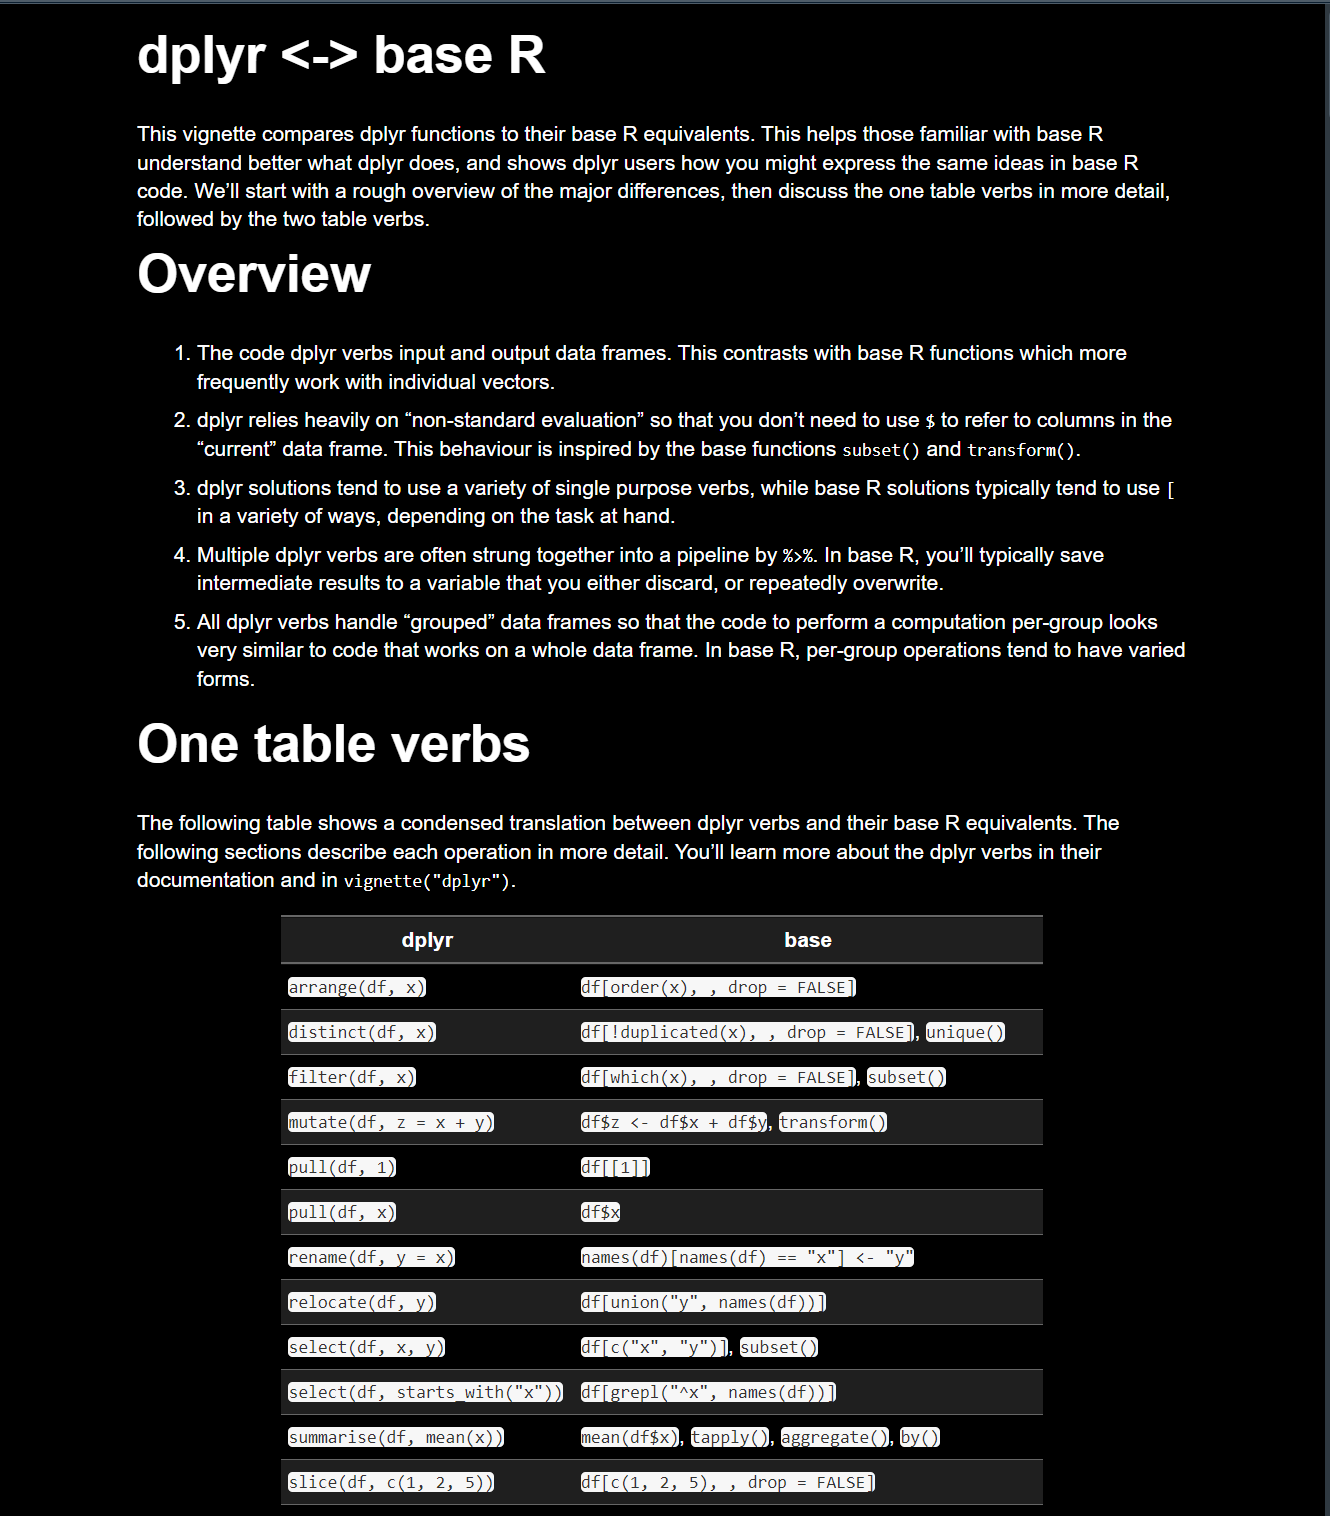 dplyr <-> base R
This vignette compares dplyr functions to their base R equivalents. This helps those familiar with base R
understand better what dplyr does, and shows dplyr users how you might express the same ideas in base R
code. We’ll start with a rough overview of the major differences, then discuss the one table verbs in more detail,
followed by the two table verbs.
Overview
1. The code dplyr verbs input and output data frames. This contrasts with base R functions which more
frequently work with individual vectors.
2. dplyr relies heavily on “non-standard evaluation” so that you don’t need to use $ to refer to columns in the
“current” data frame. This behaviour is inspired by the base functions subset() and transform().
3. dplyr solutions tend to use a variety of single purpose verbs, while base R solutions typically tend to use [
in a variety of ways, depending on the task at hand.
4. Multiple dplyr verbs are often strung together into a pipeline by %>%. In base R, you’ll typically save
intermediate results to a variable that you either discard, or repeatedly overwrite.
5. All dplyr verbs handle “grouped” data frames so that the code to perform a computation per-group looks
very similar to code that works on a whole data frame. In base R, per-group operations tend to have varied
forms.
One table verbs
The following table shows a condensed translation between dplyr verbs and their base R equivalents. The
following sections describe each operation in more detail. You’ll learn more about the dplyr verbs in their
documentation and in vignette("dplyr").
dplyr base
arrange(df, x) df[order(x), , drop = FALSE]
distinct(df, x) df[!duplicated(x), , drop = FALSE], unique()
filter(df, x) df[which(x), , drop = FALSE], subset()
mutate(df, z = x + y) df$z <- df$x + df$y, transform()
pull(df, 1) df[[1]]
pull(df, x) df$x
rename(df, y = x) names(df)[names(df) == "x"] <- "y"
relocate(df, y) df[union("y", names(df))]
select(df, x, y) df[c("x", "y")], subset()
select(df, starts_with("x")) df[grepl("^x", names(df))]
summarise(df, mean(x)) mean(df$x), tapply(), aggregate(), by()
slice(df, c(1, 2, 5)) df[c(1, 2, 5), , drop = FALSE]